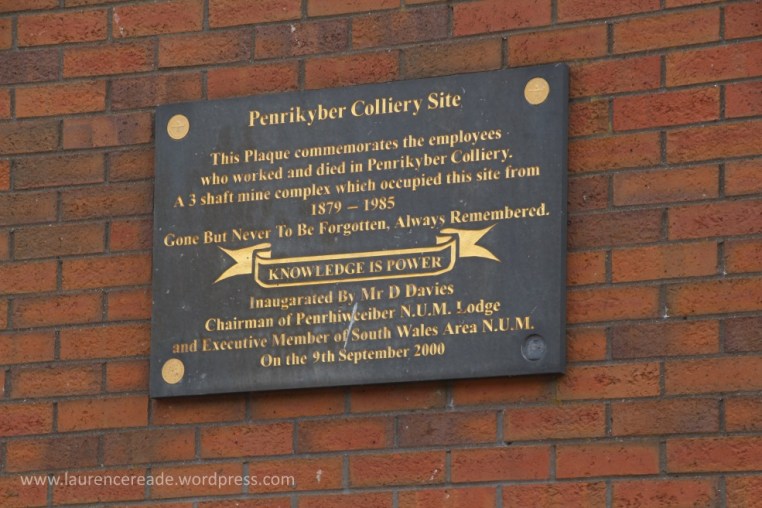 Penrikyber Colliery Site
This Plaque commemorates the employees
who worked and died in Penrikyber Colliery.
A 3 shaft mine complex which occupied this site from
1879 – 1985
Gone But Never To Be Forgotten, Always Remembered.
KNOWLEDGE IS POWER
Inaugarated By Mr D Davies
Chairman of Penrhiwceiber N.U.M. Lodge
and Executive Member of South Wales Area N.U.M.
On the 9th September 2000
www.laurencereade.wordpress.com